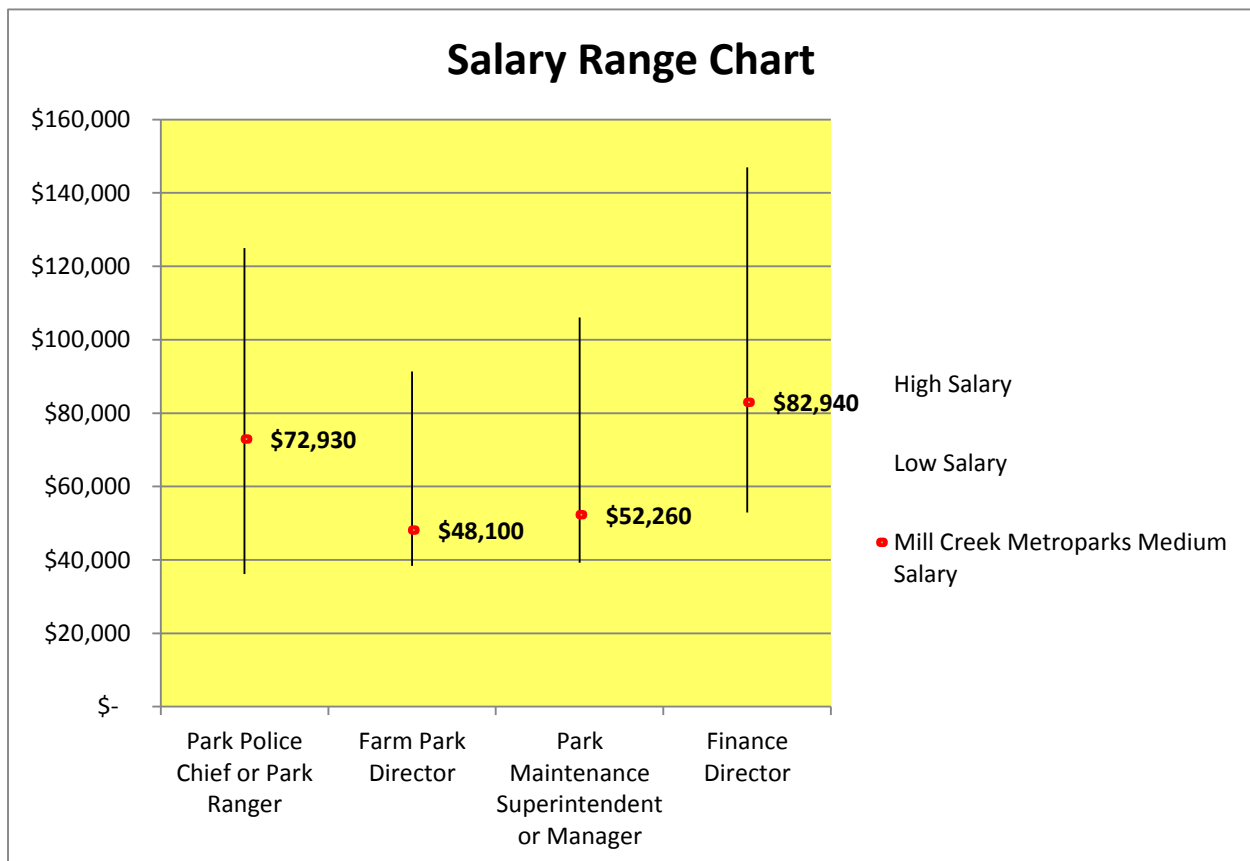 Salary Range Chart
$160,000
$140,000
$120,000
$100,000
$80,000
$60,000
$40,000
$20,000
$-
$72,930
$48,100
$52,260
$82,940
Park Police
Chief or Park
Ranger
Farm Park
Director
Park
Maintenance
Superintendent
or Manager
Finance
Director
High Salary
Low Salary
Mill Creek Metroparks Medium
Salary